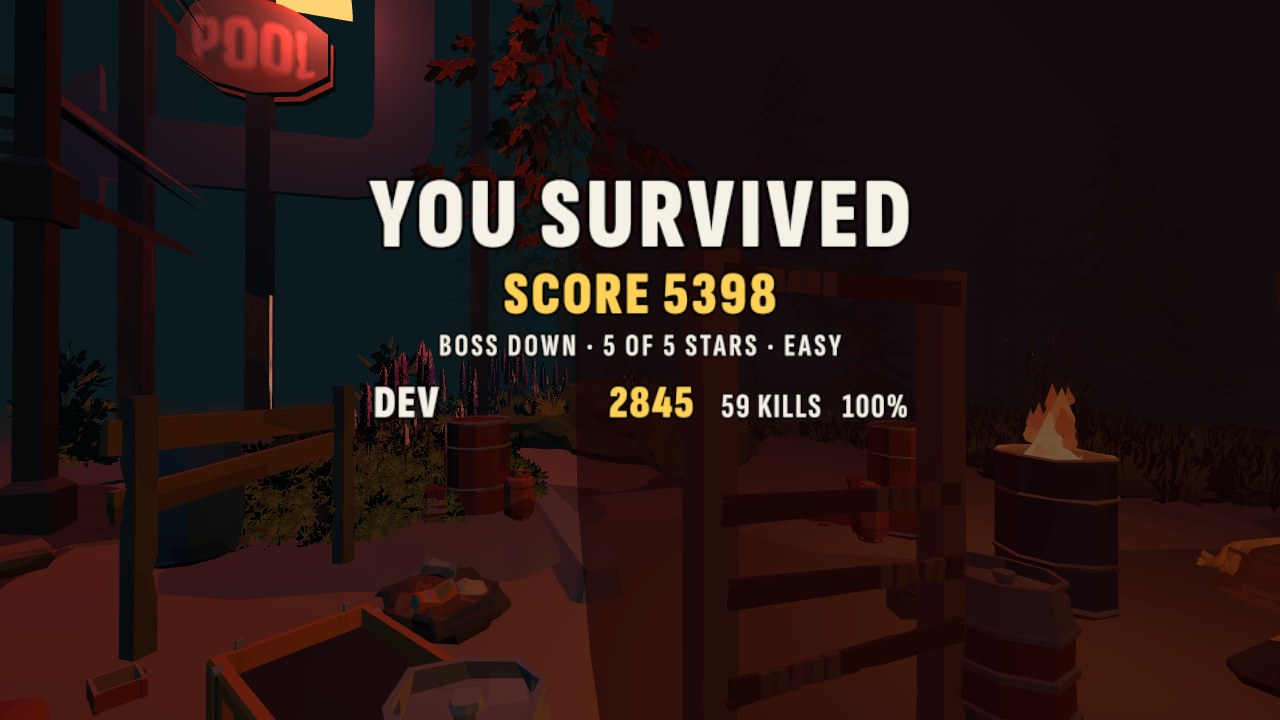 POOL
YOU SURVIVED
SCORE 5398
BOSS DOWN · 5 OF 5 STARS · EASY
DEV 2845 59 KILLS 100%